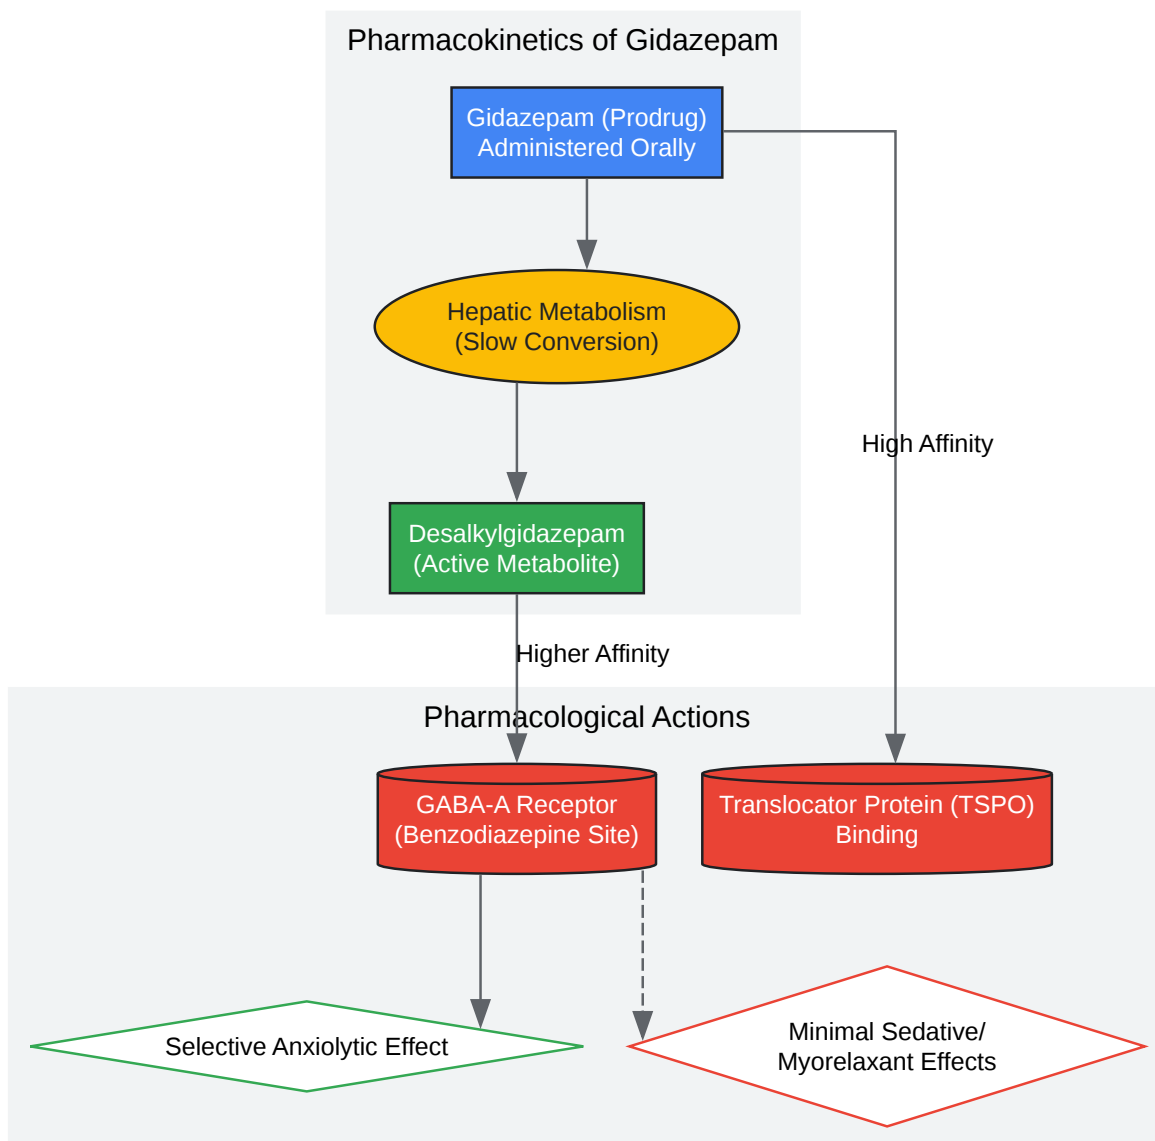 Pharmacokinetics of Gidazepam
Gidazepam (Prodrug)
Administered Orally
Hepatic Metabolism
(Slow Conversion)
High Affinity
Desalkylgidazepam
(Active Metabolite)
Higher Affinity
Pharmacological Actions
GABA-A Receptor
(Benzodiazepine Site)
Translocator Protein (TSPO)
Binding
Selective Anxiolytic Effect
Minimal Sedative/
Myorelaxant Effects